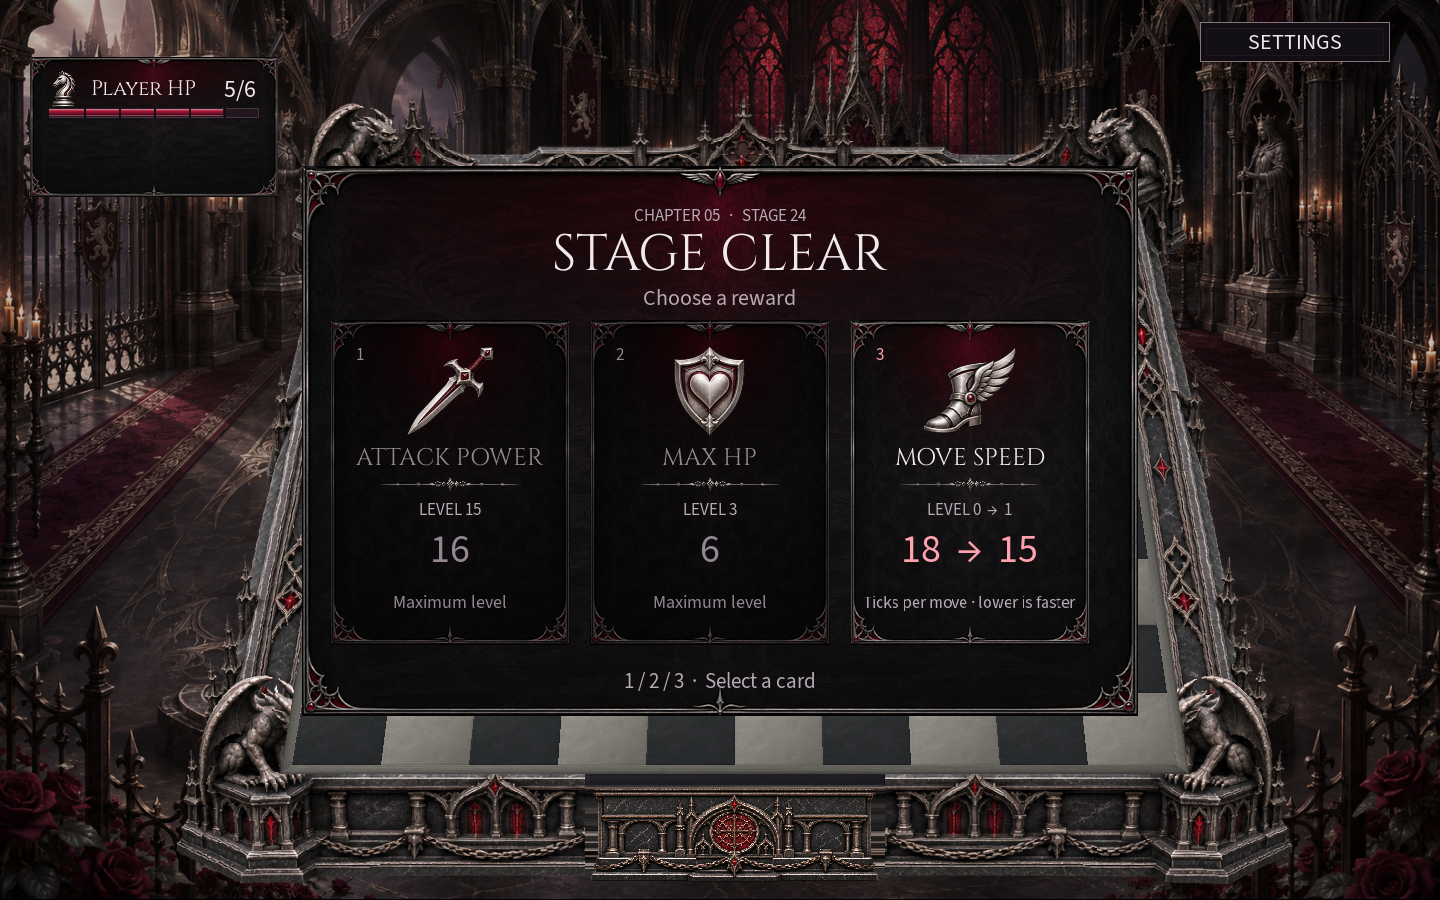 SETTINGS
PLAYER HP 5/6
CHAPTER 05 · STAGE 24
STAGE CLEAR
Choose a reward
1
ATTACK POWER
LEVEL 15
16
Maximum level
2
MAX HP
LEVEL 3
6
Maximum level
3
MOVE SPEED
LEVEL 0 → 1
18 → 15
Ticks per move · lower is faster
1 / 2 / 3 · Select a card